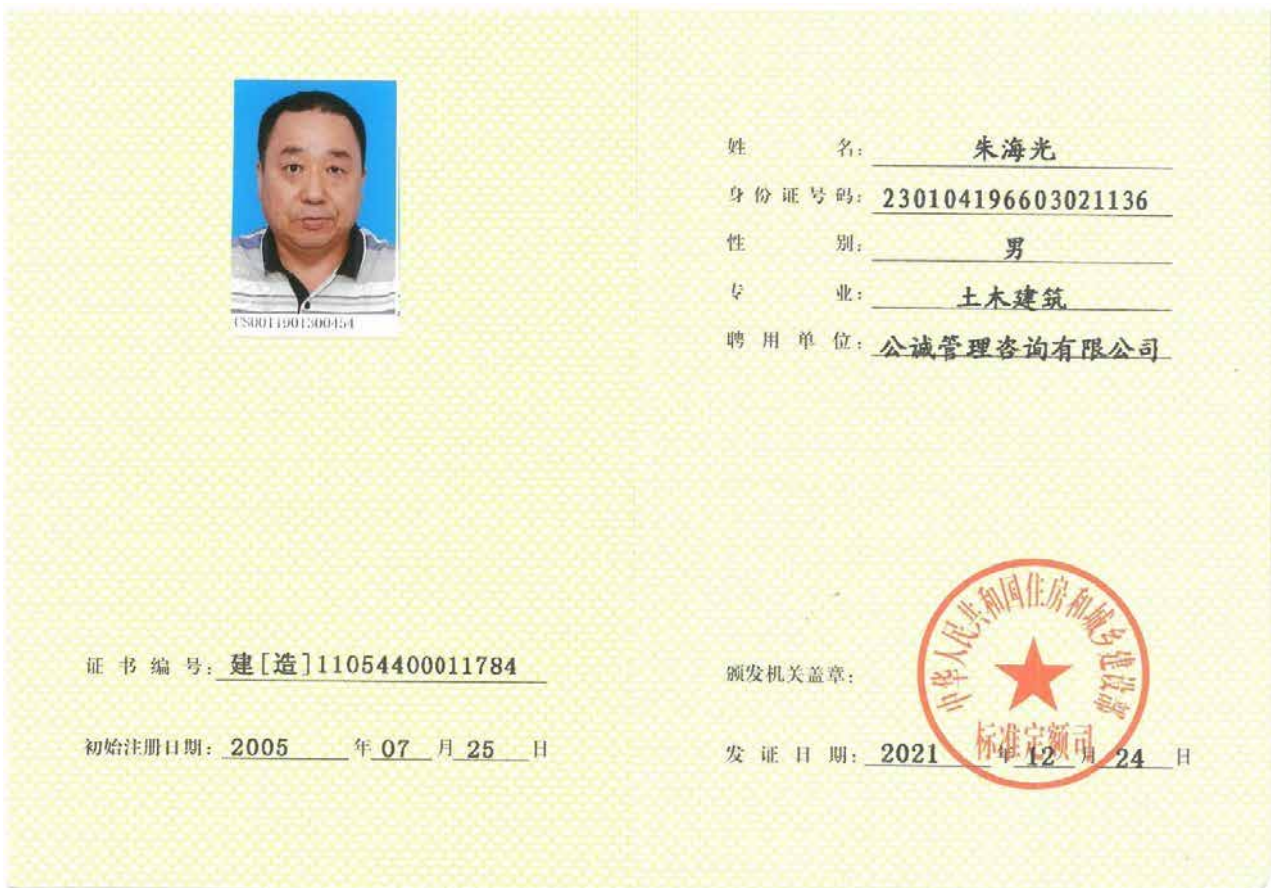 CS00114901300454
姓 名: 朱海光
身份证号码: 230104196603021136
性 别: 男
专 业: 土木建筑
聘用单位: 公诚管理咨询有限公司
证书编号: 建[造]11054400011784
初始注册日期: 2005 年 07 月 25 日
颁发机关盖章:
中华人民共和国住房和城乡建设部
标准定额司
发证日期: 2021 年 12 月 24 日